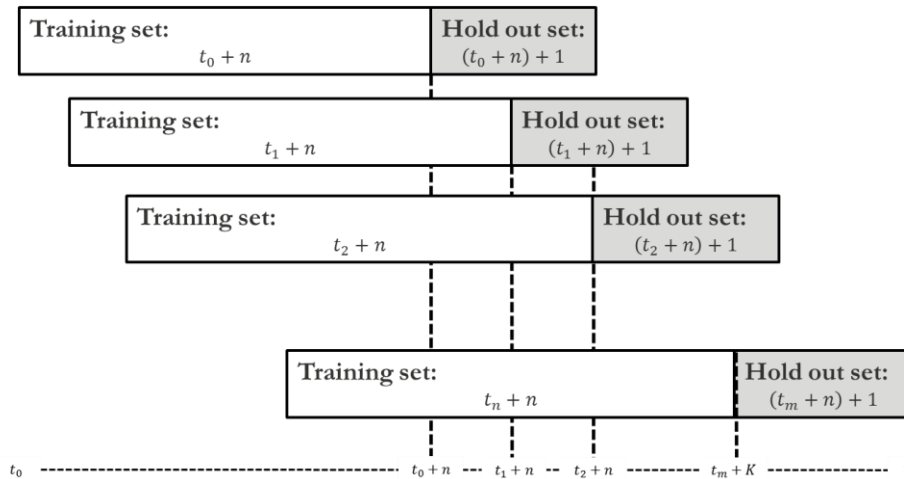 Training set: Hold out set:
t₀ + n (t₀ + n) + 1
Training set: Hold out set:
t₁ + n (t₁ + n) + 1
Training set: Hold out set:
t₂ + n (t₂ + n) + 1
Training set: Hold out set:
tₙ + n (tₘ + n) + 1
t₀ t₀ + n t₁ + n t₂ + n tₘ + K